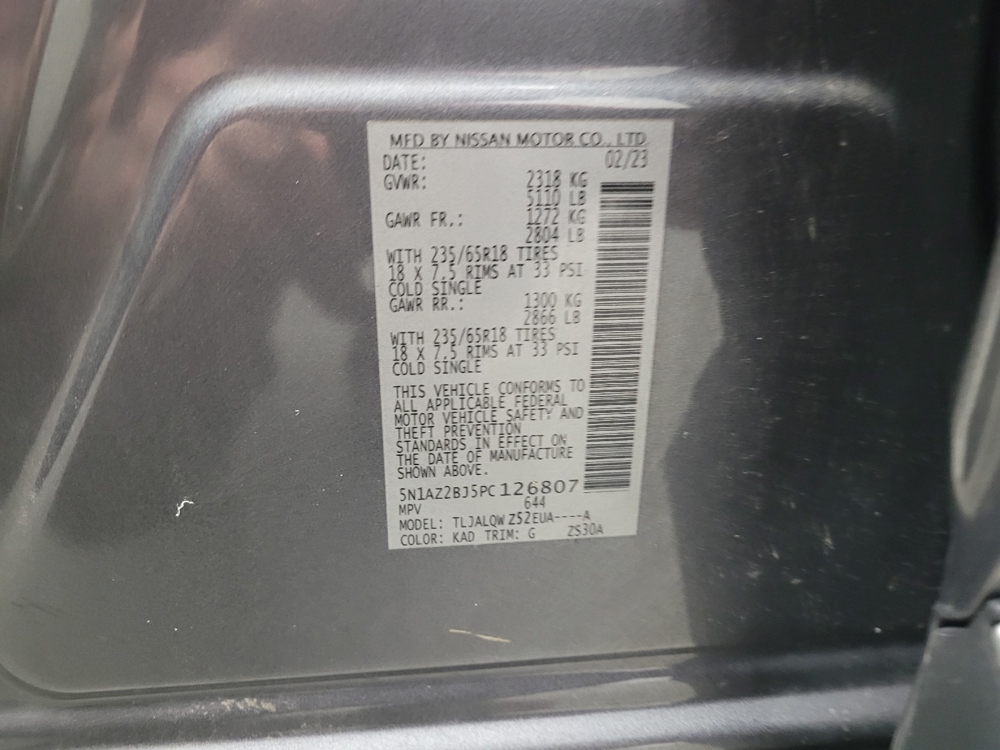 MFD BY NISSAN MOTOR CO., LTD.
DATE: 02/23
GVWR: 2318 KG
5110 LB
GAWR FR.: 1272 KG
2804 LB
WITH 235/65R18 TIRES
18 X 7.5 RIMS AT 33 PSI
COLD SINGLE
GAWR RR.: 1300 KG
2866 LB
WITH 235/65R18 TIRES
18 X 7.5 RIMS AT 33 PSI
COLD SINGLE
THIS VEHICLE CONFORMS TO
ALL APPLICABLE FEDERAL
MOTOR VEHICLE SAFETY AND
THEFT PREVENTION
STANDARDS IN EFFECT ON
THE DATE OF MANUFACTURE
SHOWN ABOVE.
5N1AZ2BJ5PC126807
MPV 644
MODEL: TLJALQWZ52EUA----A
COLOR: KAD TRIM: G ZS30A